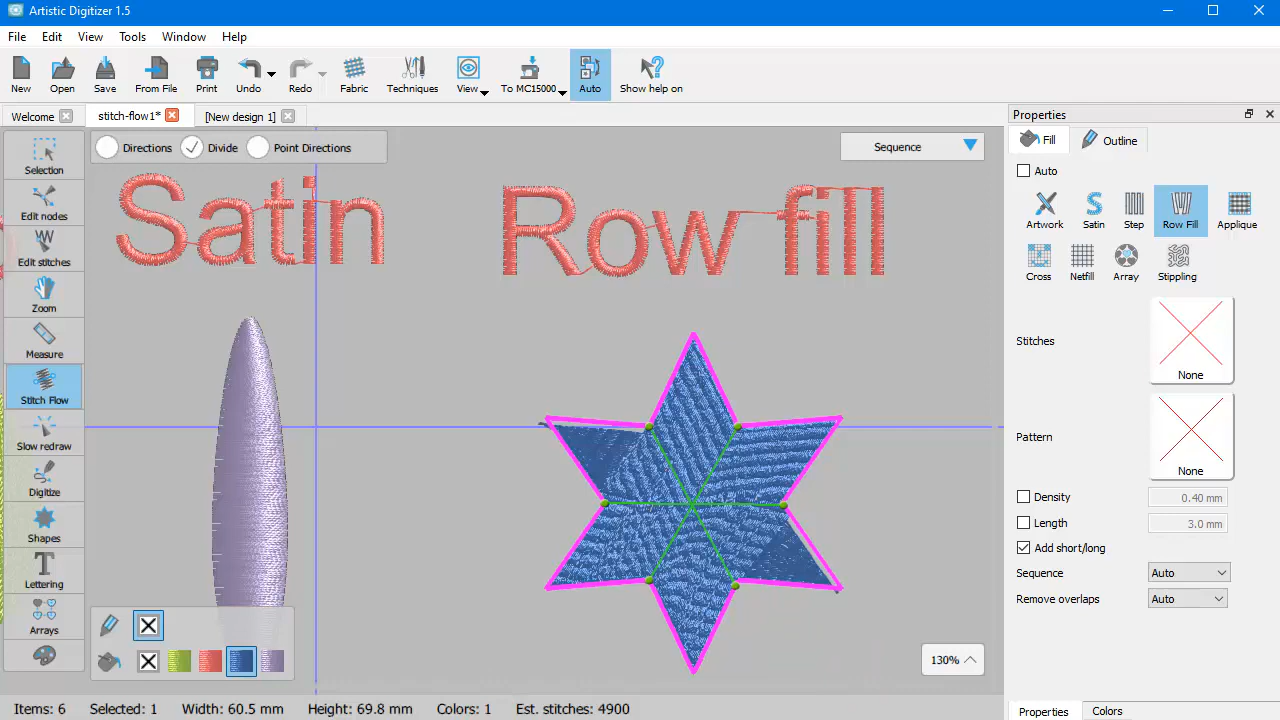 Artistic Digitizer 1.5
File Edit View Tools Window Help
New Open Save From File Print Undo Redo Fabric Techniques View To MC15000 Auto Show help on
Welcome stitch-flow1* [New design 1]
Properties
Directions Divide Point Directions
Sequence
Fill Outline
Auto
Selection
Edit nodes
Edit stitches
Zoom
Measure
Stitch Flow
Slow redraw
Digitize
Shapes
Lettering
Arrays
Satin Row fill
Artwork Satin Step Row Fill Applique
Cross Netfill Array Stippling
Stitches None
Pattern None
Density 0.40 mm
Length 3.0 mm
Add short/long
Sequence Auto
Remove overlaps Auto
130%
Items: 6 Selected: 1 Width: 60.5 mm Height: 69.8 mm Colors: 1 Est. stitches: 4900
Properties Colors